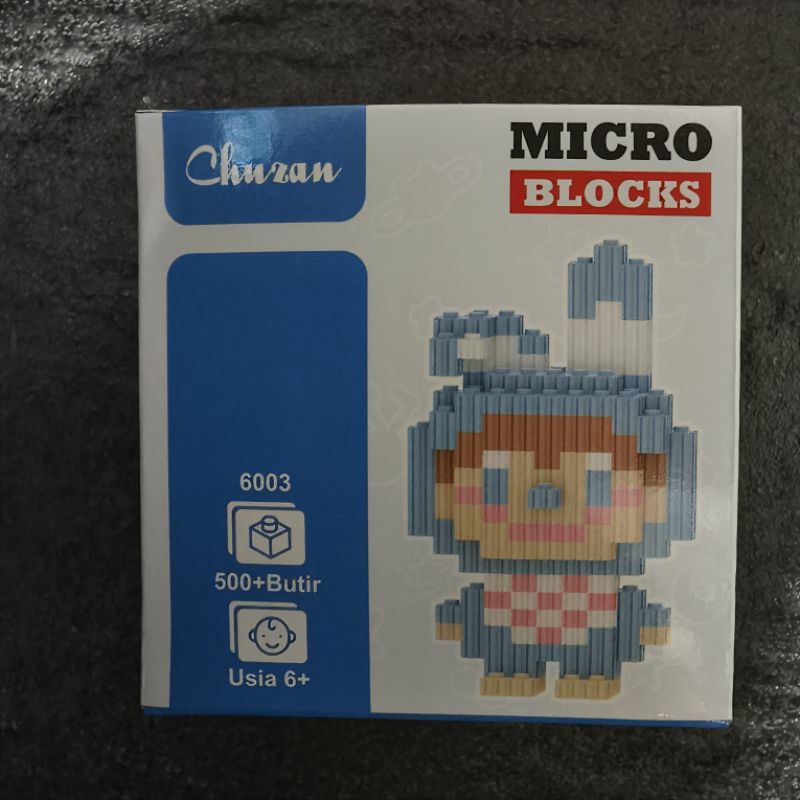 Chuzan
MICRO
BLOCKS
6003
500+Butir
Usia 6+